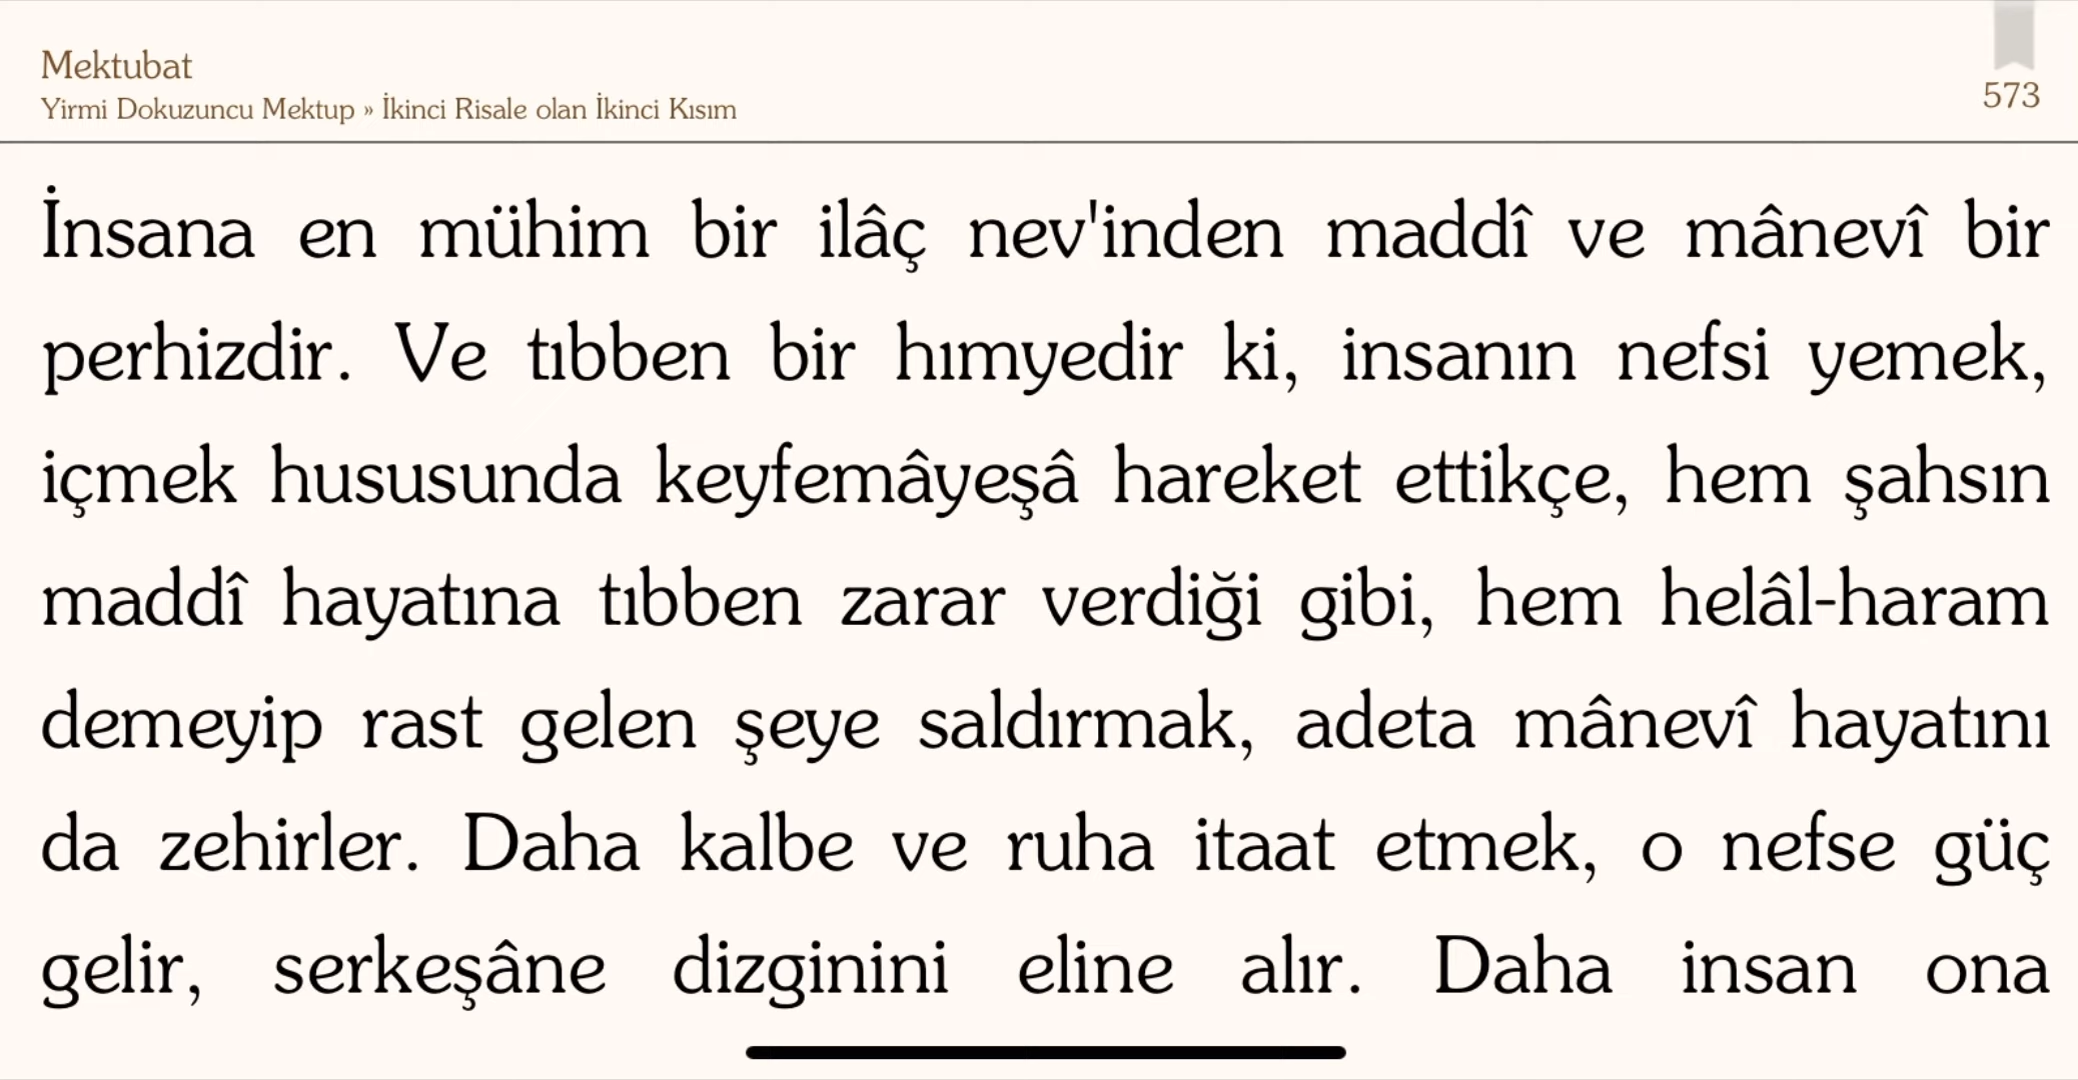 Mektubat
Yirmi Dokuzuncu Mektup » İkinci Risale olan İkinci Kısım
573
İnsana en mühim bir ilâç nev'inden maddî ve mânevî bir
perhizdir. Ve tıbben bir hımyedir ki, insanın nefsi yemek,
içmek hususunda keyfemâyeşâ hareket ettikçe, hem şahsın
maddî hayatına tıbben zarar verdiği gibi, hem helâl-haram
demeyip rast gelen şeye saldırmak, adeta mânevî hayatını
da zehirler. Daha kalbe ve ruha itaat etmek, o nefse güç
gelir, serkeşâne dizginini eline alır. Daha insan ona